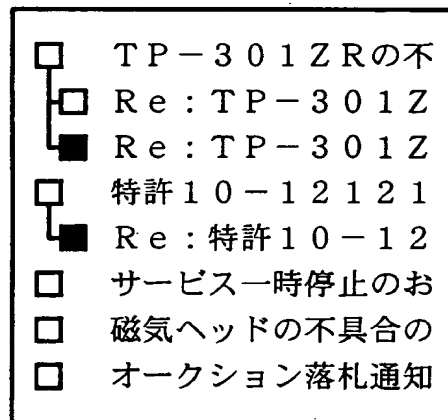 ＴＰ－３０１ＺＲの不
Ｒｅ：ＴＰ－３０１Ｚ
Ｒｅ：ＴＰ－３０１Ｚ
特許１０－１２１２１
Ｒｅ：特許１０－１２
サービス一時停止のお
磁気ヘッドの不具合の
オークション落札通知